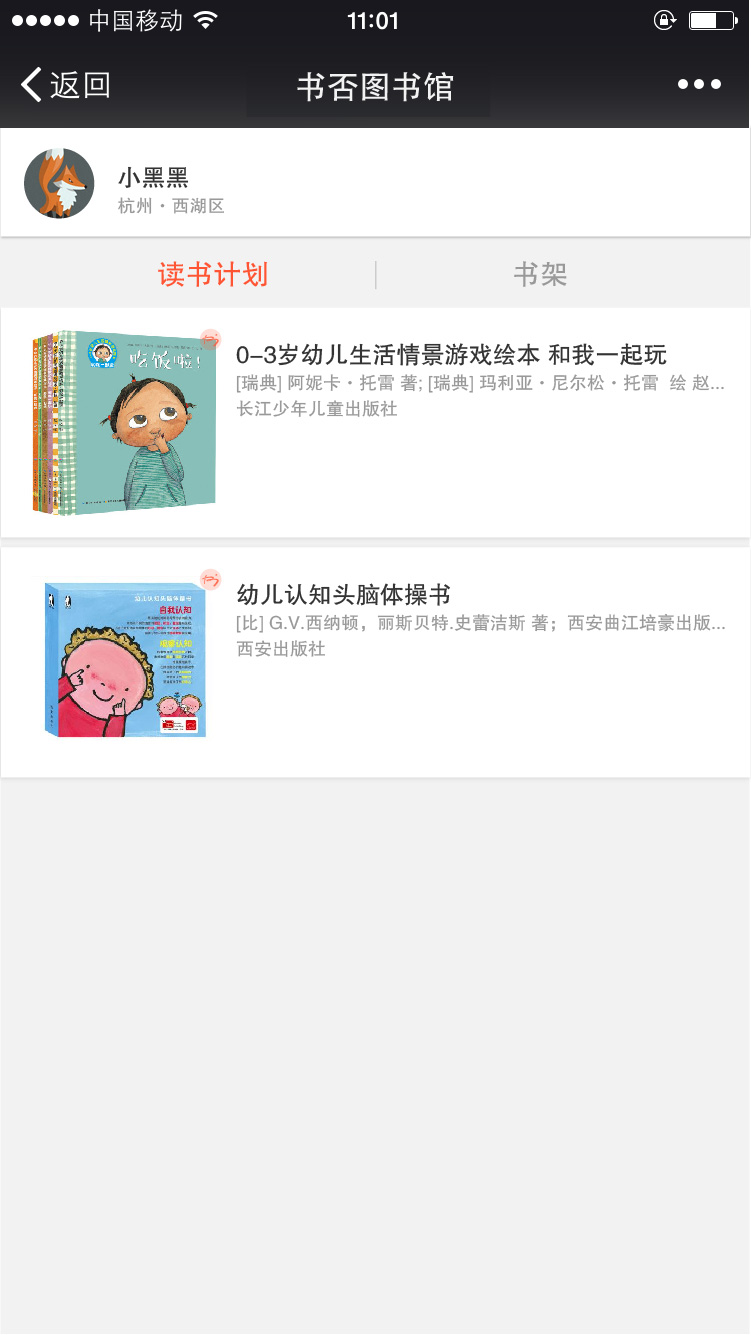 中国移动
11:01
返回
书否图书馆
小黑黑
杭州·西湖区
读书计划
书架
吃饭啦！
0-3岁幼儿生活情景游戏绘本 和我一起玩
[瑞典] 阿妮卡·托雷 著; [瑞典] 玛利亚·尼尔松·托雷 绘 赵...
长江少年儿童出版社
幼儿认知头脑体操书
自我认知
幼儿认知头脑体操书
[比] G.V.西纳顿，丽斯贝特.史蕾洁斯 著；西安曲江培豪出版...
西安出版社